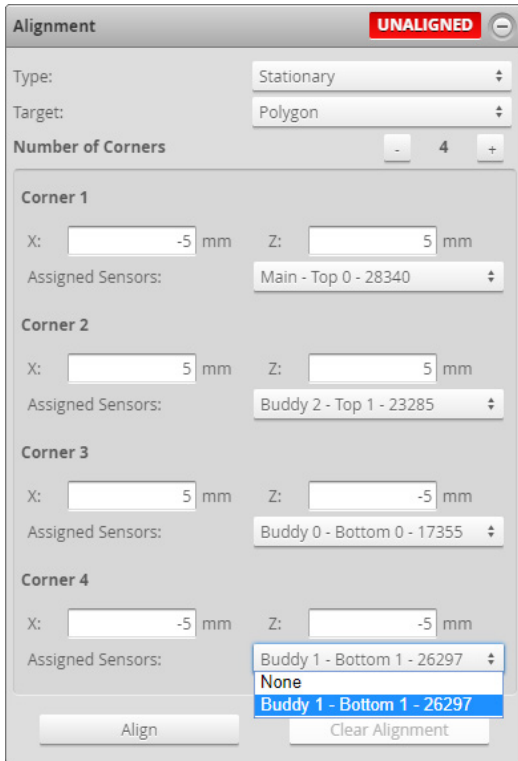 Alignment UNALIGNED
Type: Stationary
Target: Polygon
Number of Corners - 4 +
Corner 1
X: -5 mm Z: 5 mm
Assigned Sensors: Main - Top 0 - 28340
Corner 2
X: 5 mm Z: 5 mm
Assigned Sensors: Buddy 2 - Top 1 - 23285
Corner 3
X: 5 mm Z: -5 mm
Assigned Sensors: Buddy 0 - Bottom 0 - 17355
Corner 4
X: -5 mm Z: -5 mm
Assigned Sensors: Buddy 1 - Bottom 1 - 26297
None
Buddy 1 - Bottom 1 - 26297
Align Clear Alignment